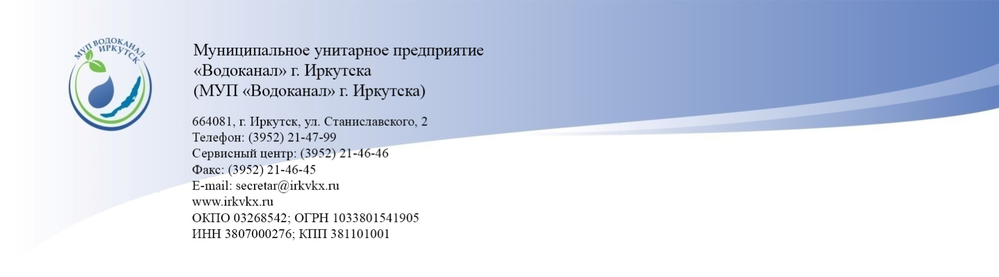 МУП ВОДОКАНАЛ
ИРКУТСК
Муниципальное унитарное предприятие
«Водоканал» г. Иркутска
(МУП «Водоканал» г. Иркутска)
664081, г. Иркутск, ул. Станиславского, 2
Телефон: (3952) 21-47-99
Сервисный центр: (3952) 21-46-46
Факс: (3952) 21-46-45
E-mail: secretar@irkvkx.ru
www.irkvkx.ru
ОКПО 03268542; ОГРН 1033801541905
ИНН 3807000276; КПП 381101001